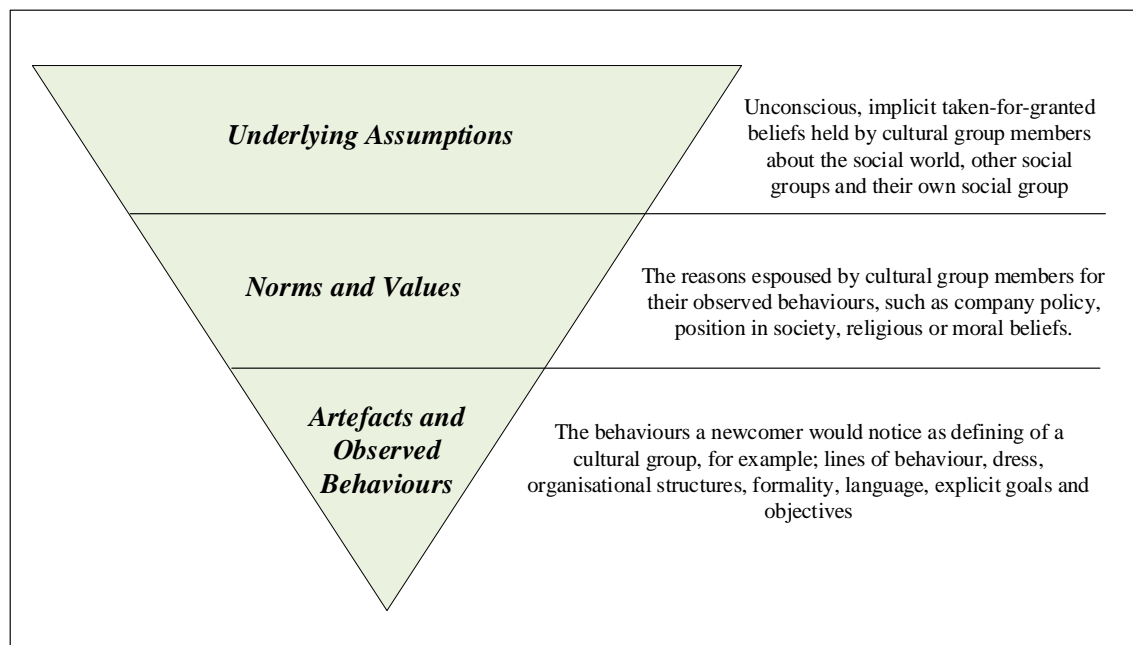 Underlying Assumptions
Unconscious, implicit taken-for-granted
beliefs held by cultural group members
about the social world, other social
groups and their own social group
Norms and Values
The reasons espoused by cultural group members for
their observed behaviours, such as company policy,
position in society, religious or moral beliefs.
Artefacts and
Observed
Behaviours
The behaviours a newcomer would notice as defining of a
cultural group, for example; lines of behaviour, dress,
organisational structures, formality, language, explicit goals and
objectives